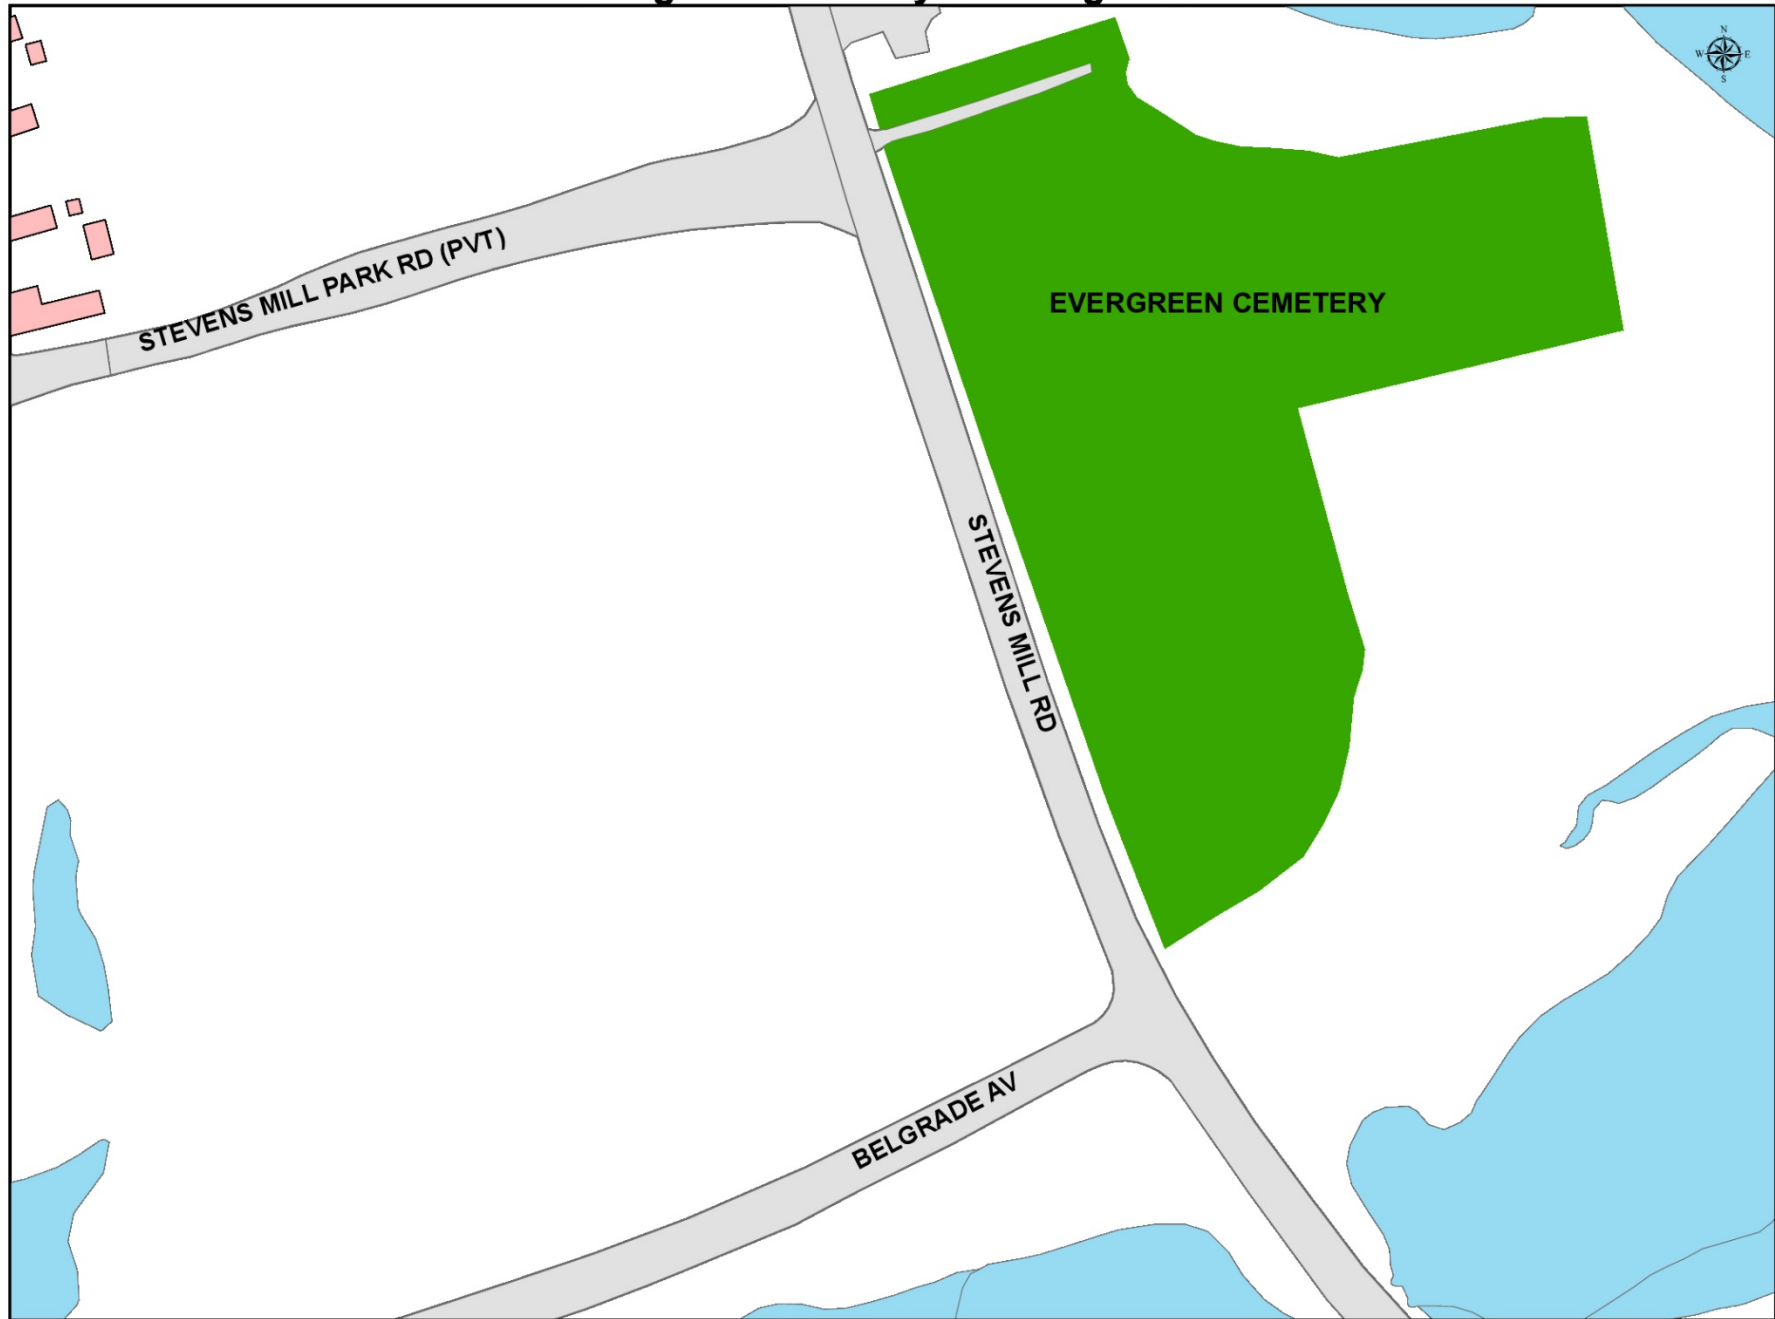 N
W E
S
STEVENS MILL PARK RD (PVT)
EVERGREEN CEMETERY
STEVENS MILL RD
BELGRADE AV